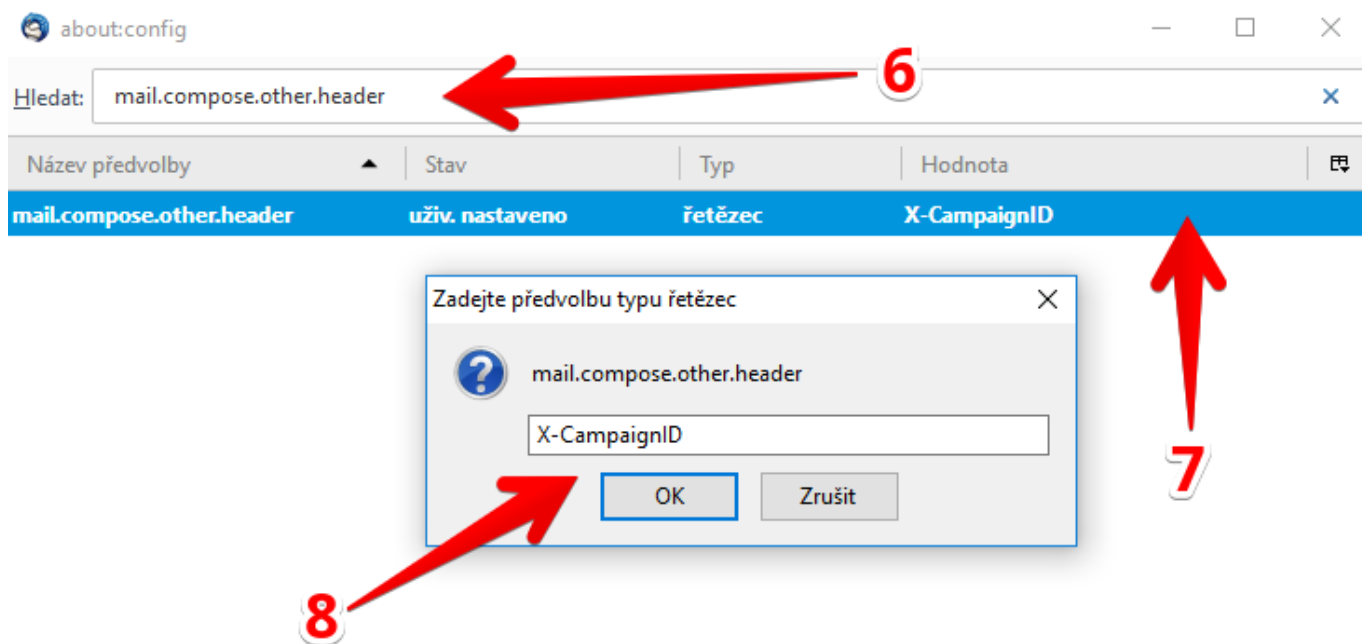 about:config
Hledat: mail.compose.other.header
6
Název předvolby Stav Typ Hodnota
mail.compose.other.header uživ. nastaveno řetězec X-CampaignID
Zadejte předvolbu typu řetězec
mail.compose.other.header
X-CampaignID
OK Zrušit
7
8